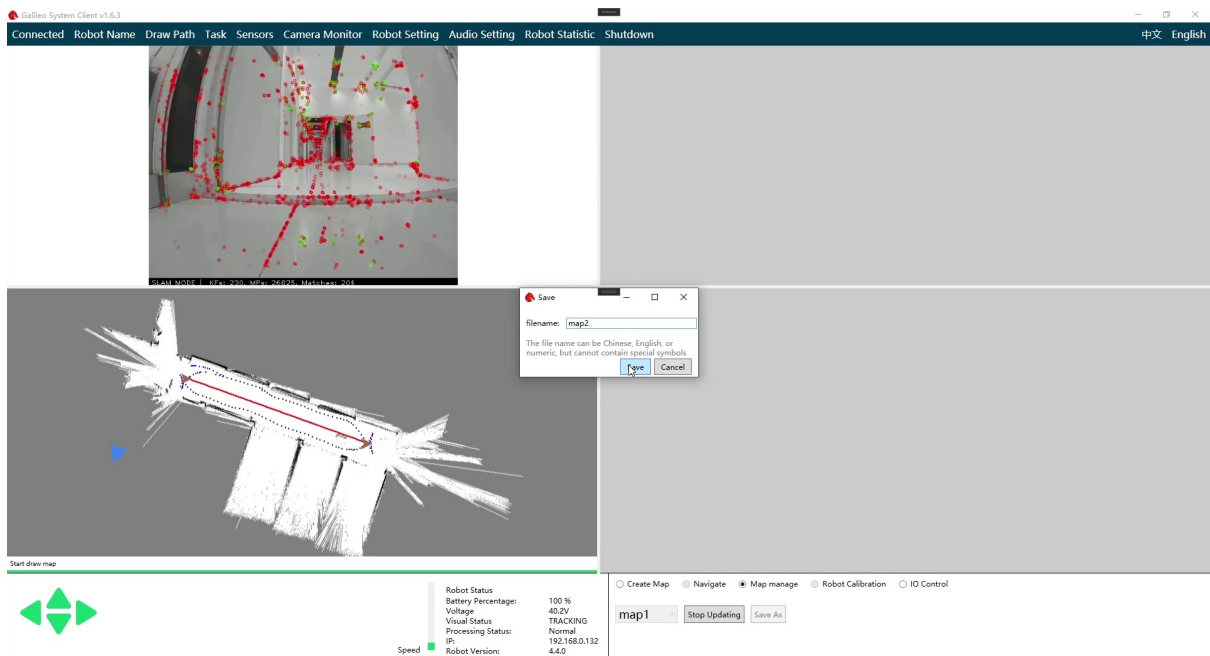 Galileo System Client v1.6.3
Connected Robot Name Draw Path Task Sensors Camera Monitor Robot Setting Audio Setting Robot Statistic Shutdown 中文 English
SLAM MODE | KFs: 230, MPs: 26825, Matches: 204
Save
filename: map2
The file name can be Chinese, English, or
numeric, but cannot contain special symbols
Save Cancel
Start draw map
Create Map Navigate Map manage Robot Calibration IO Control
map1 Stop Updating Save As
Robot Status
Battery Percentage: 100 %
Voltage 40.2V
Visual Status TRACKING
Processing Status: Normal
IP: 192.168.0.132
Speed Robot Version: 4.4.0